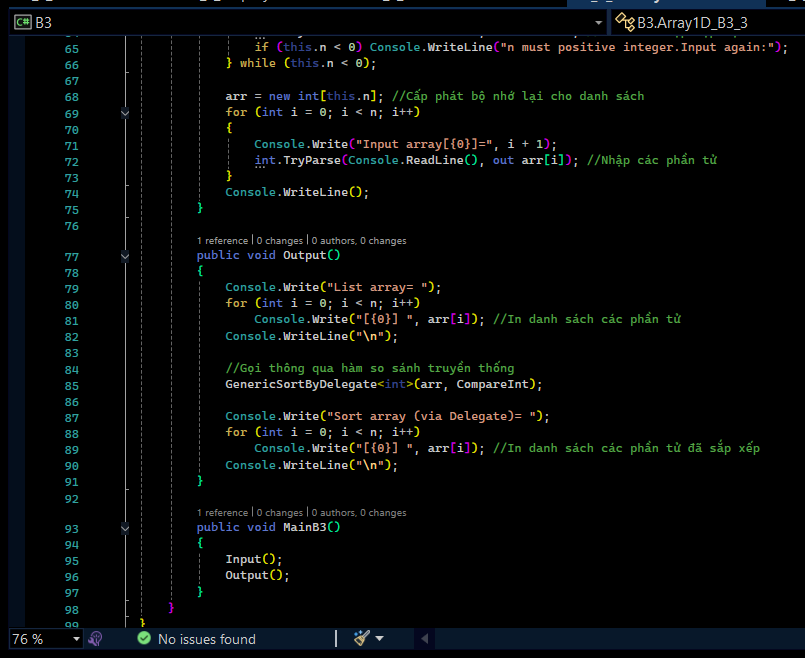 C# B3
B3.Array1D_B3_3
65 if (this.n < 0) Console.WriteLine("n must positive integer.Input again:");
66 } while (this.n < 0);
67
68 arr = new int[this.n]; //Cấp phát bộ nhớ lại cho danh sách
69 for (int i = 0; i < n; i++)
70 {
71 Console.Write("Input array[{0}]=", i + 1);
72 int.TryParse(Console.ReadLine(), out arr[i]); //Nhập các phần tử
73 }
74 Console.WriteLine();
75 }
76
1 reference | 0 changes | 0 authors, 0 changes
77 public void Output()
78 {
79 Console.Write("List array= ");
80 for (int i = 0; i < n; i++)
81 Console.Write("[{0}] ", arr[i]); //In danh sách các phần tử
82 Console.WriteLine("\n");
83
84 //Gọi thông qua hàm so sánh truyền thống
85 GenericSortByDelegate<int>(arr, CompareInt);
86
87 Console.Write("Sort array (via Delegate)= ");
88 for (int i = 0; i < n; i++)
89 Console.Write("[{0}] ", arr[i]); //In danh sách các phần tử đã sắp xếp
90 Console.WriteLine("\n");
91 }
92
1 reference | 0 changes | 0 authors, 0 changes
93 public void MainB3()
94 {
95 Input();
96 Output();
97 }
98 }
99 }
76 %
No issues found